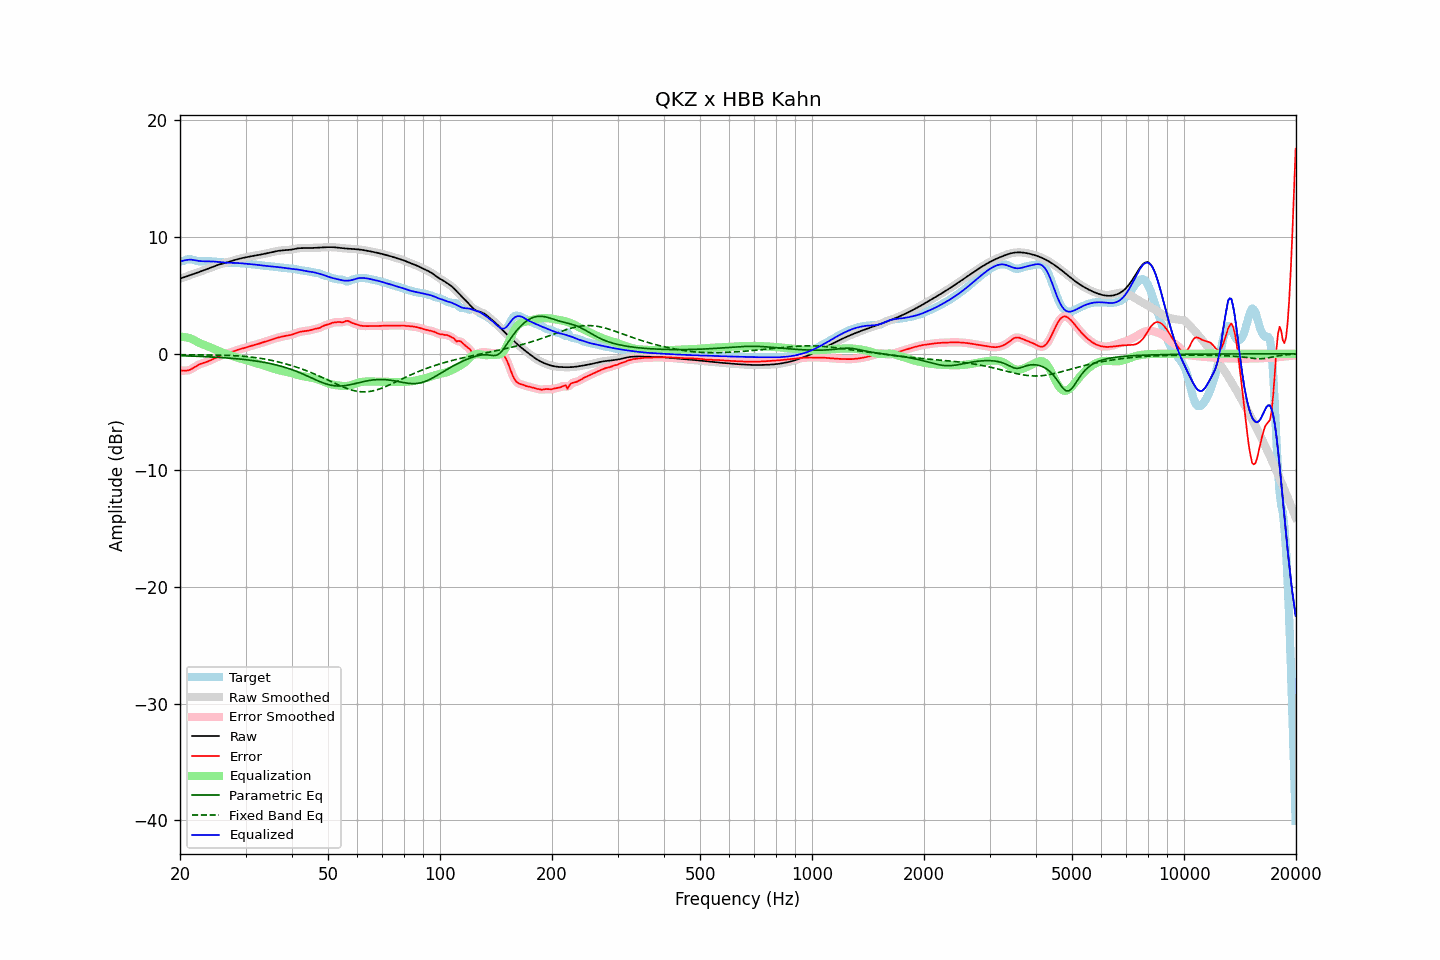 QKZ x HBB Kahn
20
10
0
−10
−20
−30
−40
Amplitude (dBr)
Target
Raw Smoothed
Error Smoothed
Raw
Error
Equalization
Parametric Eq
Fixed Band Eq
Equalized
20 50 100 200 500 1000 2000 5000 10000 20000
Frequency (Hz)